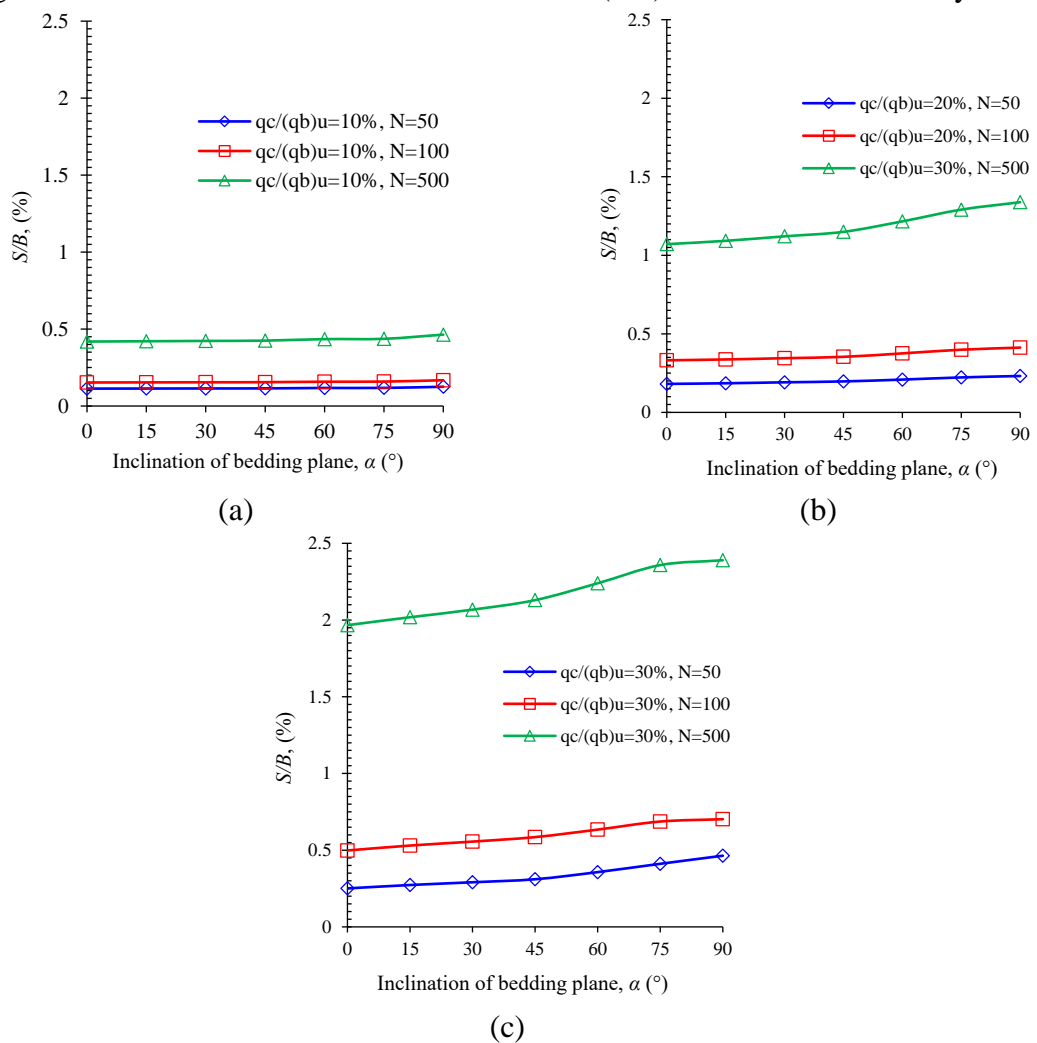 2.5
2
1.5
1
0.5
0
S/B, (%)
qc/(qb)u=10%, N=50
qc/(qb)u=10%, N=100
qc/(qb)u=10%, N=500
0 15 30 45 60 75 90
Inclination of bedding plane, α (°)
(a)
2.5
2
1.5
1
0.5
0
S/B, (%)
qc/(qb)u=20%, N=50
qc/(qb)u=20%, N=100
qc/(qb)u=30%, N=500
0 15 30 45 60 75 90
Inclination of bedding plane, α (°)
(b)
2.5
2
1.5
1
0.5
0
S/B, (%)
qc/(qb)u=30%, N=50
qc/(qb)u=30%, N=100
qc/(qb)u=30%, N=500
0 15 30 45 60 75 90
Inclination of bedding plane, α (°)
(c)